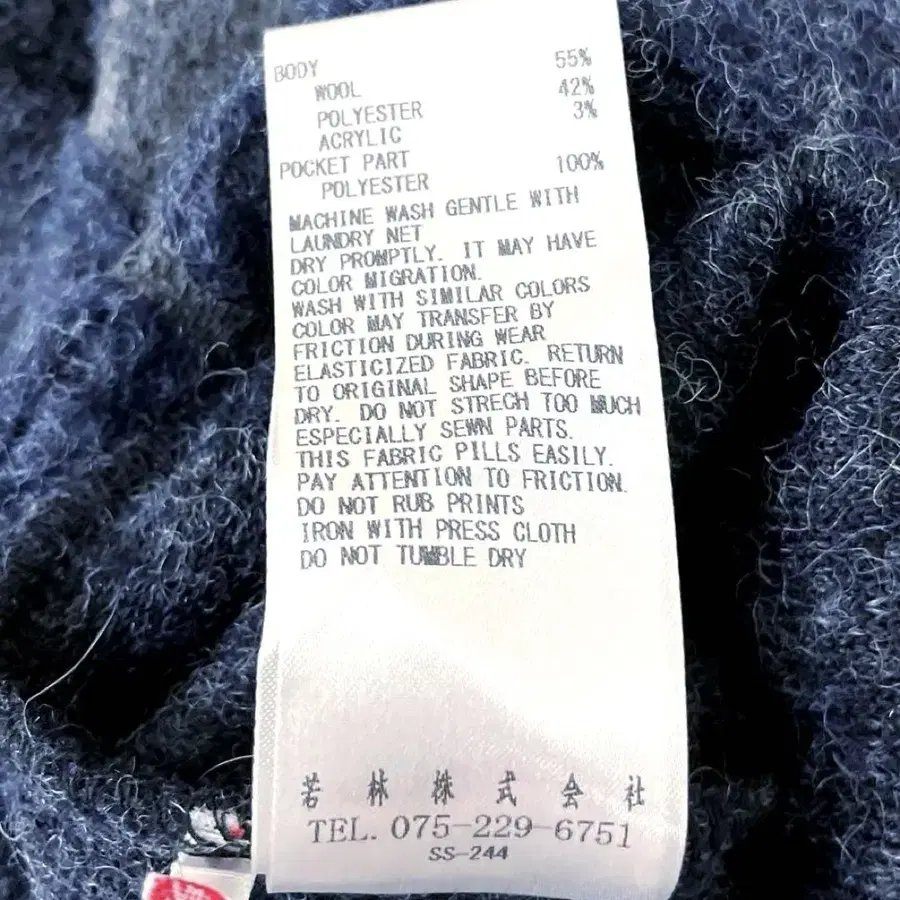 BODY
WOOL 55%
POLYESTER 42%
ACRYLIC 3%
POCKET PART
POLYESTER 100%
MACHINE WASH GENTLE WITH
LAUNDRY NET
DRY PROMPTLY. IT MAY HAVE
COLOR MIGRATION.
WASH WITH SIMILAR COLORS
COLOR MAY TRANSFER BY
FRICTION DURING WEAR
ELASTICIZED FABRIC. RETURN
TO ORIGINAL SHAPE BEFORE
DRY. DO NOT STRECH TOO MUCH
ESPECIALLY SEWN PARTS.
THIS FABRIC PILLS EASILY.
PAY ATTENTION TO FRICTION.
DO NOT RUB PRINTS
IRON WITH PRESS CLOTH
DO NOT TUMBLE DRY
若林株式会社
TEL. 075-229-6751
SS-244